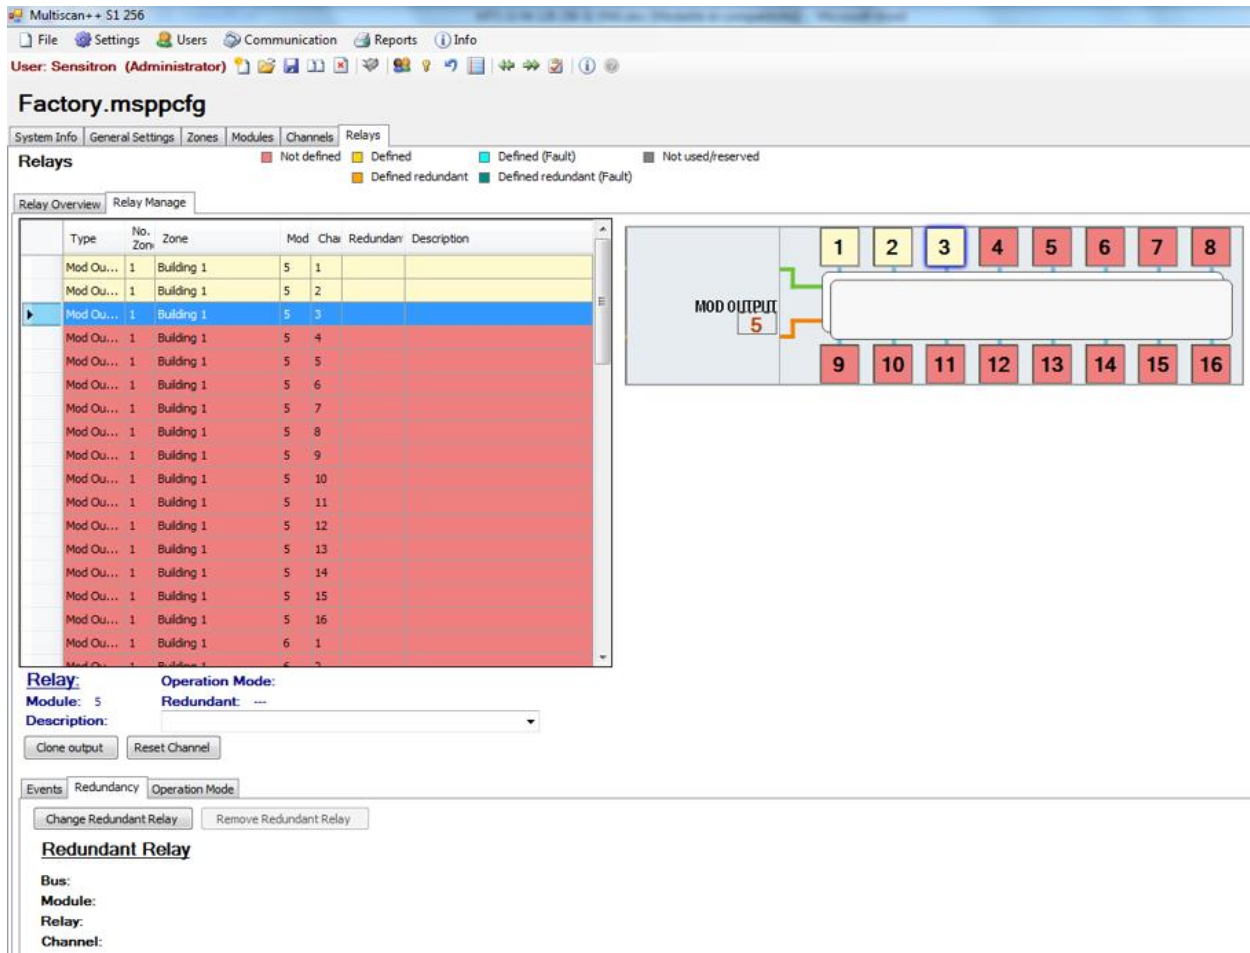 Multiscan++ S1 256
File Settings Users Communication Reports Info
User: Sensitron (Administrator)
Factory.msppcfg
System Info General Settings Zones Modules Channels Relays
Relays
Not defined Defined Defined (Fault) Not used/reserved
Defined redundant Defined redundant (Fault)
Relay Overview Relay Manage
Type No. Zone Zone Mod Chai Redundant Description
Mod Ou... 1 Building 1 5 1
Mod Ou... 1 Building 1 5 2
Mod Ou... 1 Building 1 5 3
Mod Ou... 1 Building 1 5 4
Mod Ou... 1 Building 1 5 5
Mod Ou... 1 Building 1 5 6
Mod Ou... 1 Building 1 5 7
Mod Ou... 1 Building 1 5 8
Mod Ou... 1 Building 1 5 9
Mod Ou... 1 Building 1 5 10
Mod Ou... 1 Building 1 5 11
Mod Ou... 1 Building 1 5 12
Mod Ou... 1 Building 1 5 13
Mod Ou... 1 Building 1 5 14
Mod Ou... 1 Building 1 5 15
Mod Ou... 1 Building 1 5 16
Mod Ou... 1 Building 1 6 1
Mod Ou... 1 Building 1 6 2
1 2 3 4 5 6 7 8
MOD OUTPUT
5
9 10 11 12 13 14 15 16
Relay: Operation Mode:
Module: 5 Redundant: ---
Description:
Clone output Reset Channel
Events Redundancy Operation Mode
Change Redundant Relay Remove Redundant Relay
Redundant Relay
Bus:
Module:
Relay:
Channel: